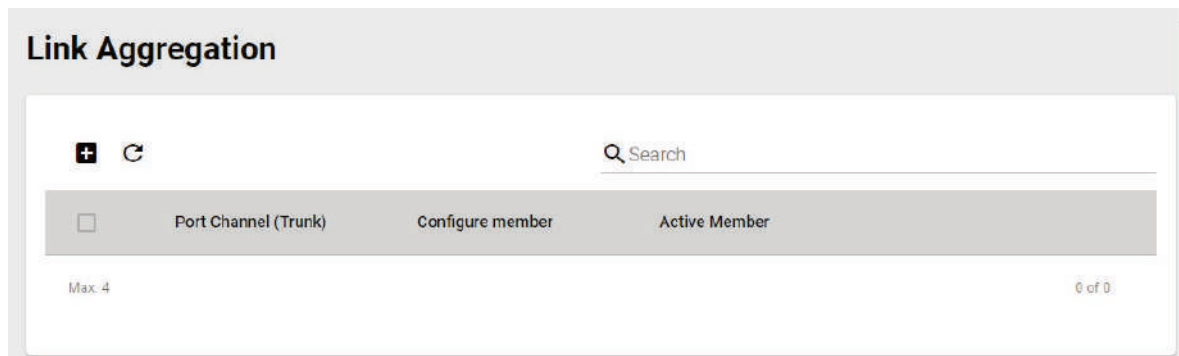 Link Aggregation
Search
Port Channel (Trunk) Configure member Active Member
Max. 4 0 of 0